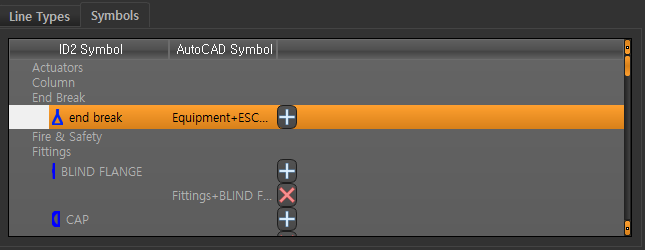 Line Types Symbols
ID2 Symbol AutoCAD Symbol
Actuators
Column
End Break
end break Equipment+ESC...
Fire & Safety
Fittings
BLIND FLANGE
Fittings+BLIND F...
CAP